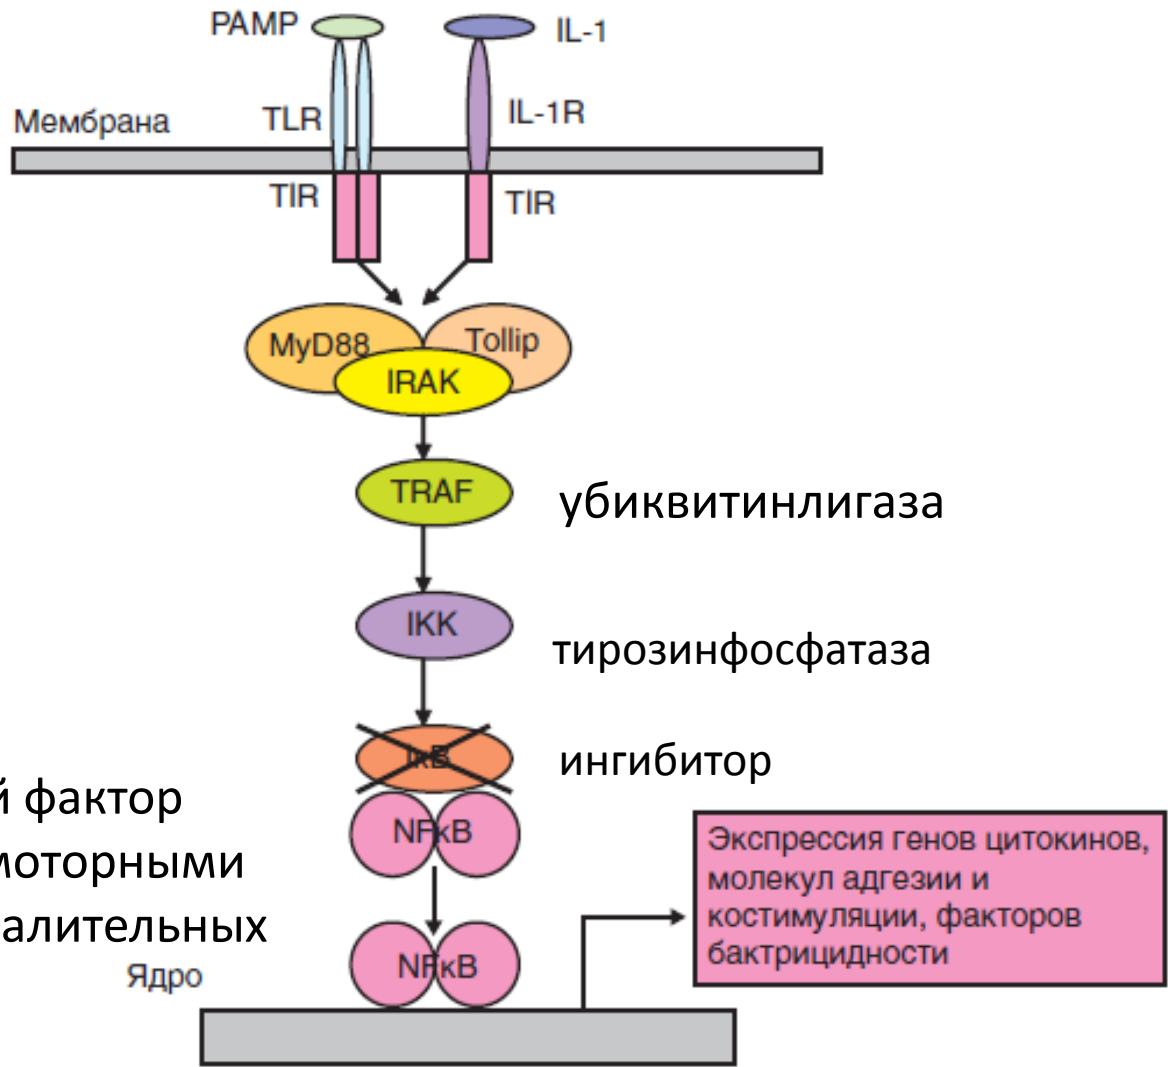 PAMP
IL-1
Мембрана
TLR
IL-1R
TIR
TIR
MyD88
Tollip
IRAK
TRAF
убиквитинлигаза
IKK
тирозинфосфатаза
IκB
ингибитор
й фактор
моторными
алительных
NFκB
Экспрессия генов цитокинов,
молекул адгезии и
костимуляции, факторов
бактрицидности
NFκB
Ядро